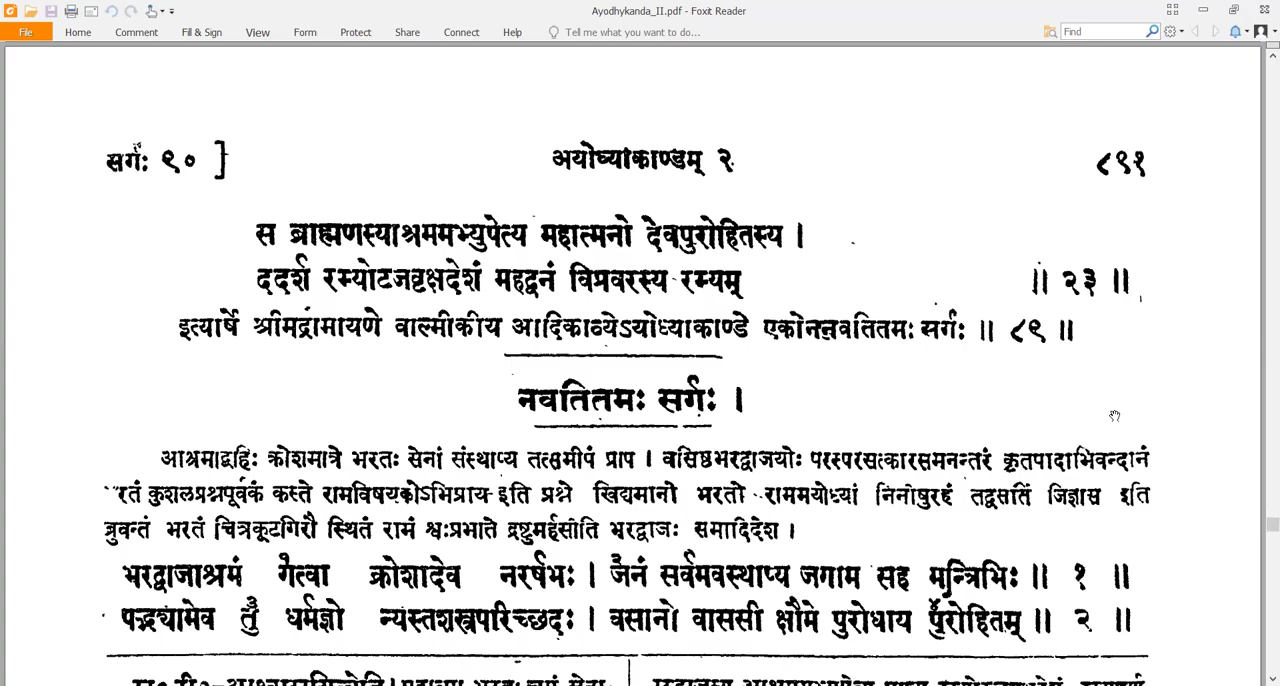 Ayodhykanda_II.pdf - Foxit Reader
File Home Comment Fill & Sign View Form Protect Share Connect Help Tell me what you want to do... Find
सर्गः ९० ] अयोध्याकाण्डम् २ ८९१
स ब्राह्मणस्याश्रममभ्युपेत्य महात्मनो देवपुरोहितस्य ।
ददर्श रम्योटजवृक्षदेशं महद्वनं विप्रवरस्य रम्यम् ॥ २३ ॥
इत्यार्षे श्रीमद्रामायणे वाल्मीकीय आदिकाव्येऽयोध्याकाण्डे एकोननवतितमः सर्गः ॥ ८९ ॥
नवतितमः सर्गः ।
आश्रमाद्बहिः क्रोशमात्रे भरतः सेनां संस्थाप्य तत्समीपं प्राप । वसिष्ठभरद्वाजयोः परस्परसत्कारसमनन्तरं कृतपादाभिवन्दानं
रतं कुशलप्रश्नपूर्वकं कस्ते रामविषयकोऽभिप्राय इति प्रश्ने खिद्यमानो भरतो राममयोध्यां निनीषुरहं तद्वसतिं जिज्ञास इति
ब्रुवन्तं भरतं चित्रकूटगिरौ स्थितं रामं श्वःप्रभाते द्रष्टुमर्हसीति भरद्वाजः समादिदेश ।
भरद्वाजाश्रमं गत्वा क्रोशादेव नरर्षभः । जनं सर्वमवस्थाप्य जगाम सह मन्त्रिभिः ॥ १ ॥
पद्भ्यामेव तु धर्मज्ञो न्यस्तशस्त्रपरिच्छदः । वसानो वाससी क्षौमे पुरोधाय पुरोहितम् ॥ २ ॥